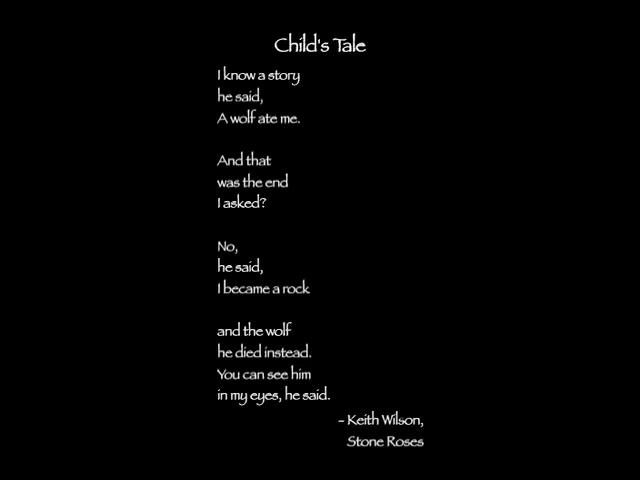 Child's Tale
I know a story
he said,
A wolf ate me.
And that
was the end
I asked?
No,
he said,
I became a rock
and the wolf
he died instead.
You can see him
in my eyes, he said.
- Keith Wilson,
Stone Roses